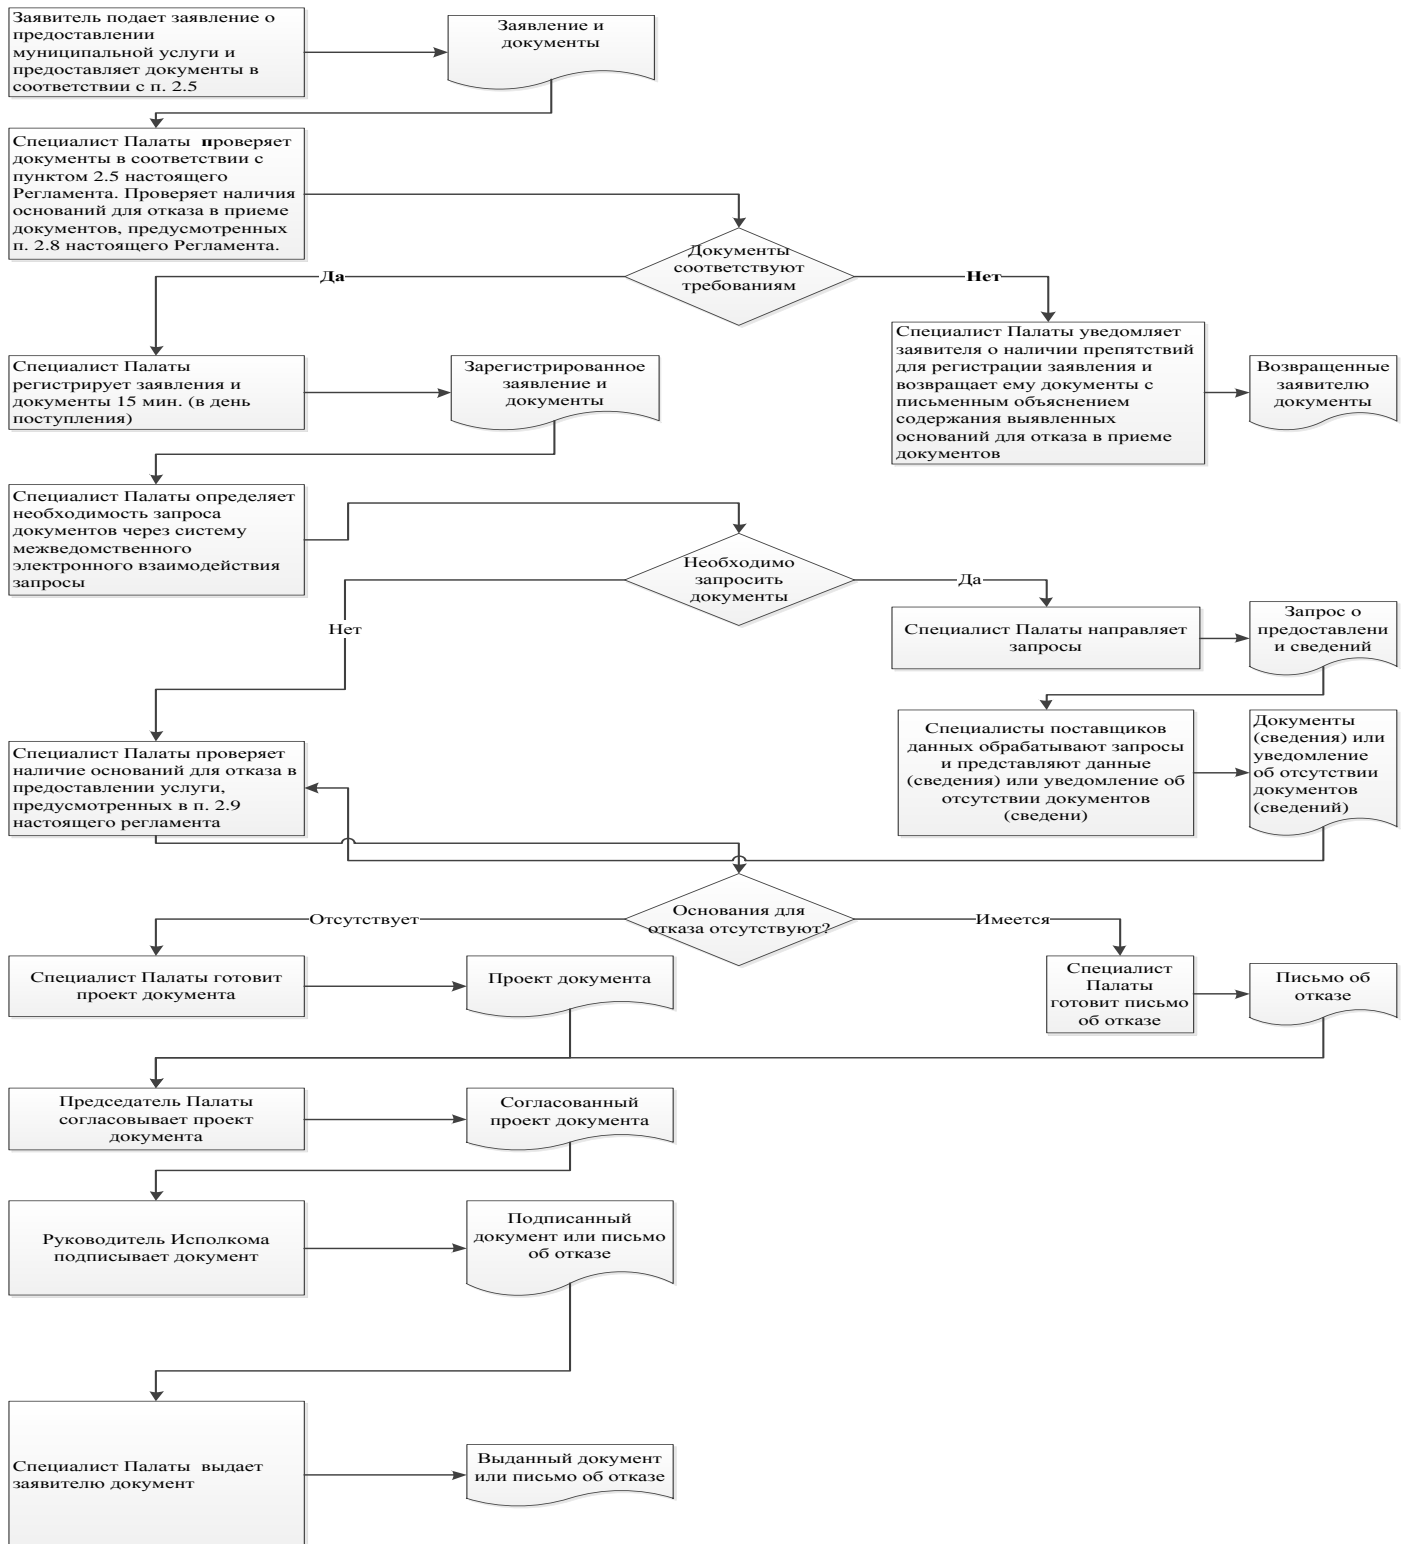 Заявитель подает заявление о
предоставлении
муниципальной услуги и
предоставляет документы в
соответствии с п. 2.5
Заявление и
документы
Специалист Палаты проверяет
документы в соответствии с
пунктом 2.5 настоящего
Регламента. Проверяет наличия
оснований для отказа в приеме
документов, предусмотренных
п. 2.8 настоящего Регламента.
Документы
соответствуют
требованиям
Да
Нет
Специалист Палаты
регистрирует заявления и
документы 15 мин. (в день
поступления)
Зарегистрированное
заявление и
документы
Специалист Палаты уведомляет
заявителя о наличии препятствий
для регистрации заявления и
возвращает ему документы с
письменным объяснением
содержания выявленных
оснований для отказа в приеме
документов
Возвращенные
заявителю
документы
Специалист Палаты определяет
необходимость запроса
документов через систему
межведомственного
электронного взаимодействия
запросы
Необходимо
запросить
документы
Да
Нет
Специалист Палаты направляет
запросы
Запрос о
предоставлени
и сведений
Специалисты поставщиков
данных обрабатывают запросы
и представляют данные
(сведения) или уведомление об
отсутствии документов
(сведени)
Документы
(сведения) или
уведомление
об отсутствии
документов
(сведений)
Специалист Палаты проверяет
наличие оснований для отказа в
предоставлении услуги,
предусмотренных в п. 2.9
настоящего регламента
Основания для
отказа отсутствуют?
Отсутствует
Имеется
Специалист Палаты готовит
проект документа
Проект документа
Специалист
Палаты
готовит письмо
об отказе
Письмо об
отказе
Председатель Палаты
согласовывает проект
документа
Согласованный
проект документа
Руководитель Исполкома
подписывает документ
Подписанный
документ или письмо
об отказе
Специалист Палаты выдает
заявителю документ
Выданный документ
или письмо об отказе